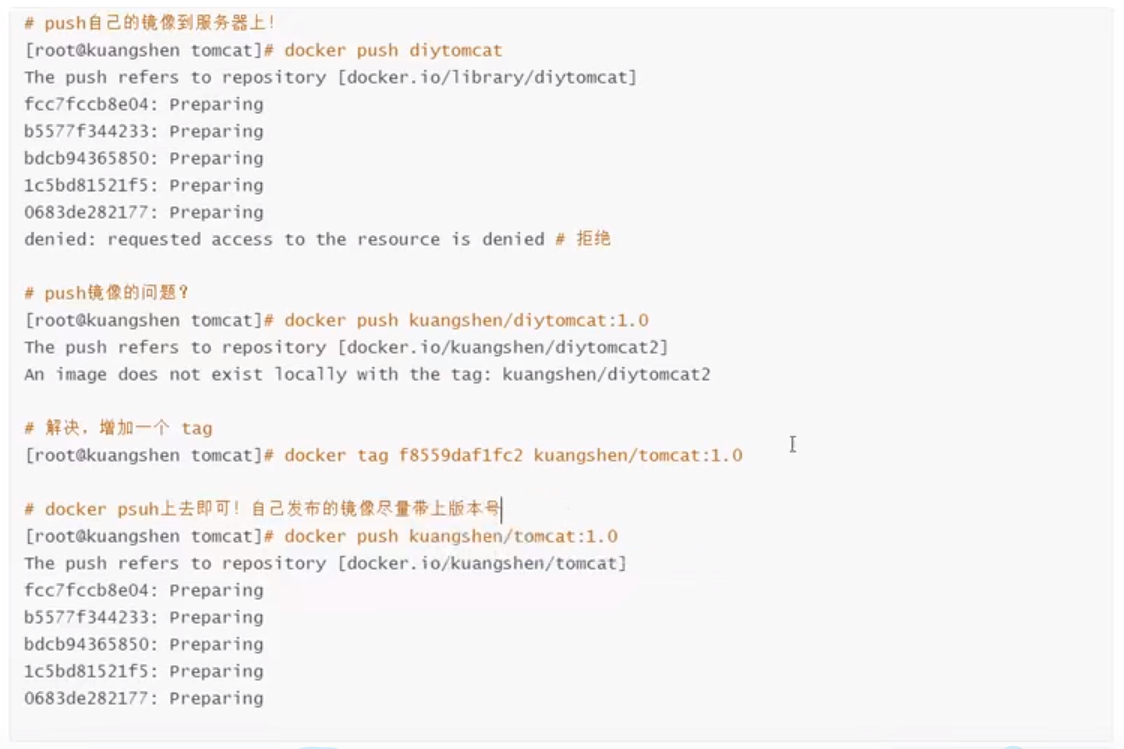 # push自己的镜像到服务器上！
[root@kuangshen tomcat]# docker push diytomcat
The push refers to repository [docker.io/library/diytomcat]
fcc7fccb8e04: Preparing
b5577f344233: Preparing
bdcb94365850: Preparing
1c5bd81521f5: Preparing
0683de282177: Preparing
denied: requested access to the resource is denied # 拒绝
# push镜像的问题？
[root@kuangshen tomcat]# docker push kuangshen/diytomcat:1.0
The push refers to repository [docker.io/kuangshen/diytomcat2]
An image does not exist locally with the tag: kuangshen/diytomcat2
# 解决，增加一个 tag
[root@kuangshen tomcat]# docker tag f8559daf1fc2 kuangshen/tomcat:1.0
# docker psuh上去即可！自己发布的镜像尽量带上版本号
[root@kuangshen tomcat]# docker push kuangshen/tomcat:1.0
The push refers to repository [docker.io/kuangshen/tomcat]
fcc7fccb8e04: Preparing
b5577f344233: Preparing
bdcb94365850: Preparing
1c5bd81521f5: Preparing
0683de282177: Preparing